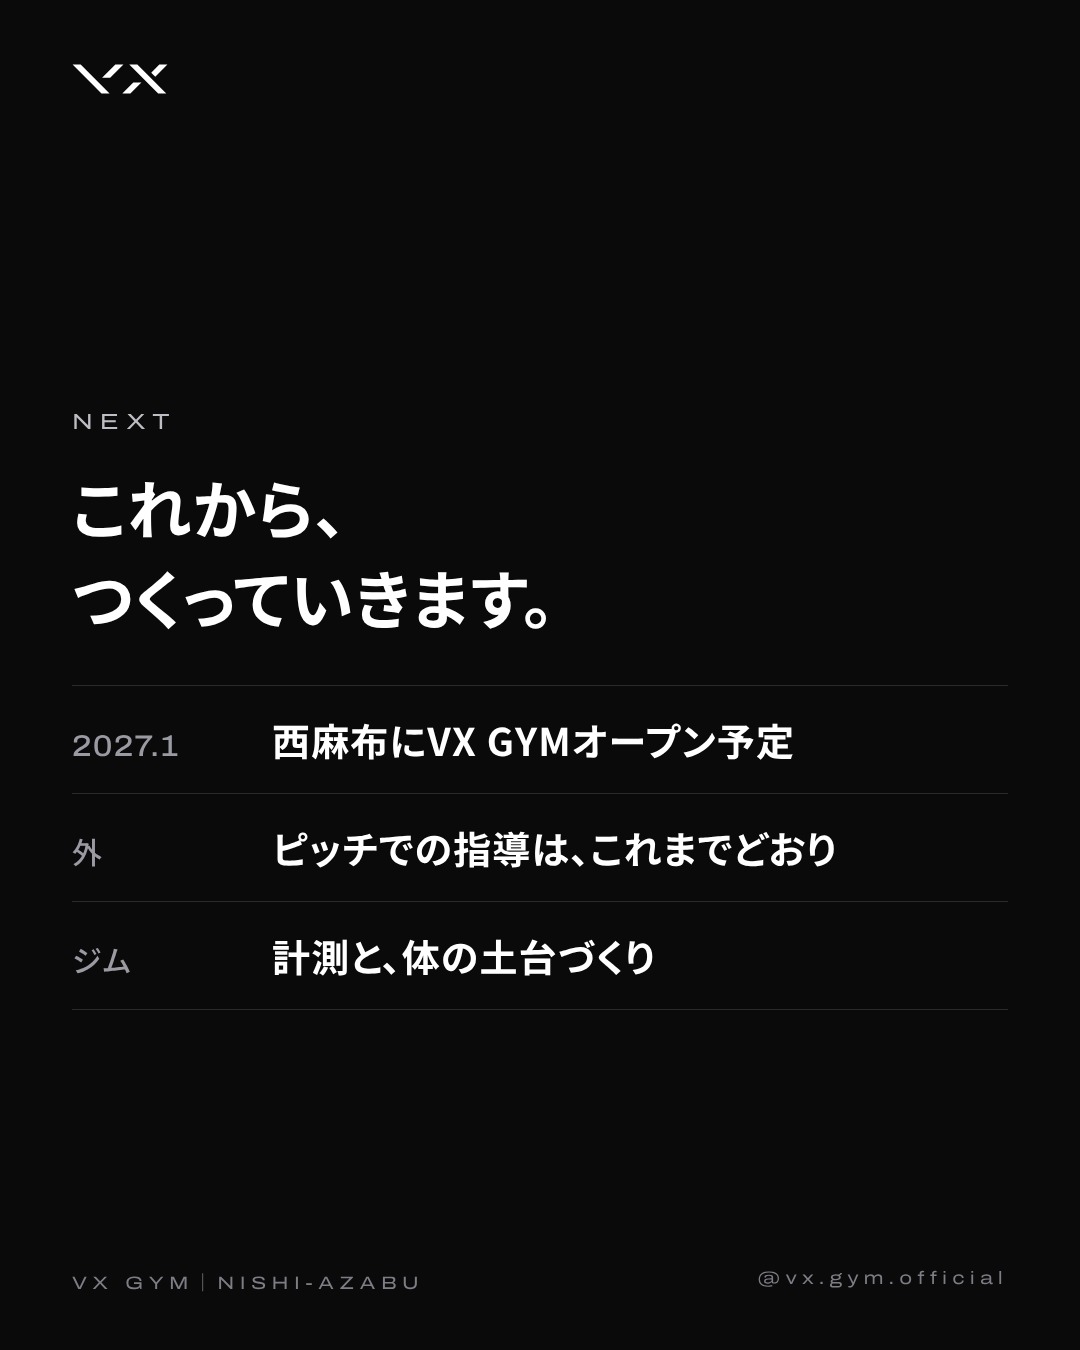 VX
NEXT
これから、
つくっていきます。
2027.1 西麻布にVX GYMオープン予定
外 ピッチでの指導は、これまでどおり
ジム 計測と、体の土台づくり
VX GYM | NISHI-AZABU
@vx.gym.official